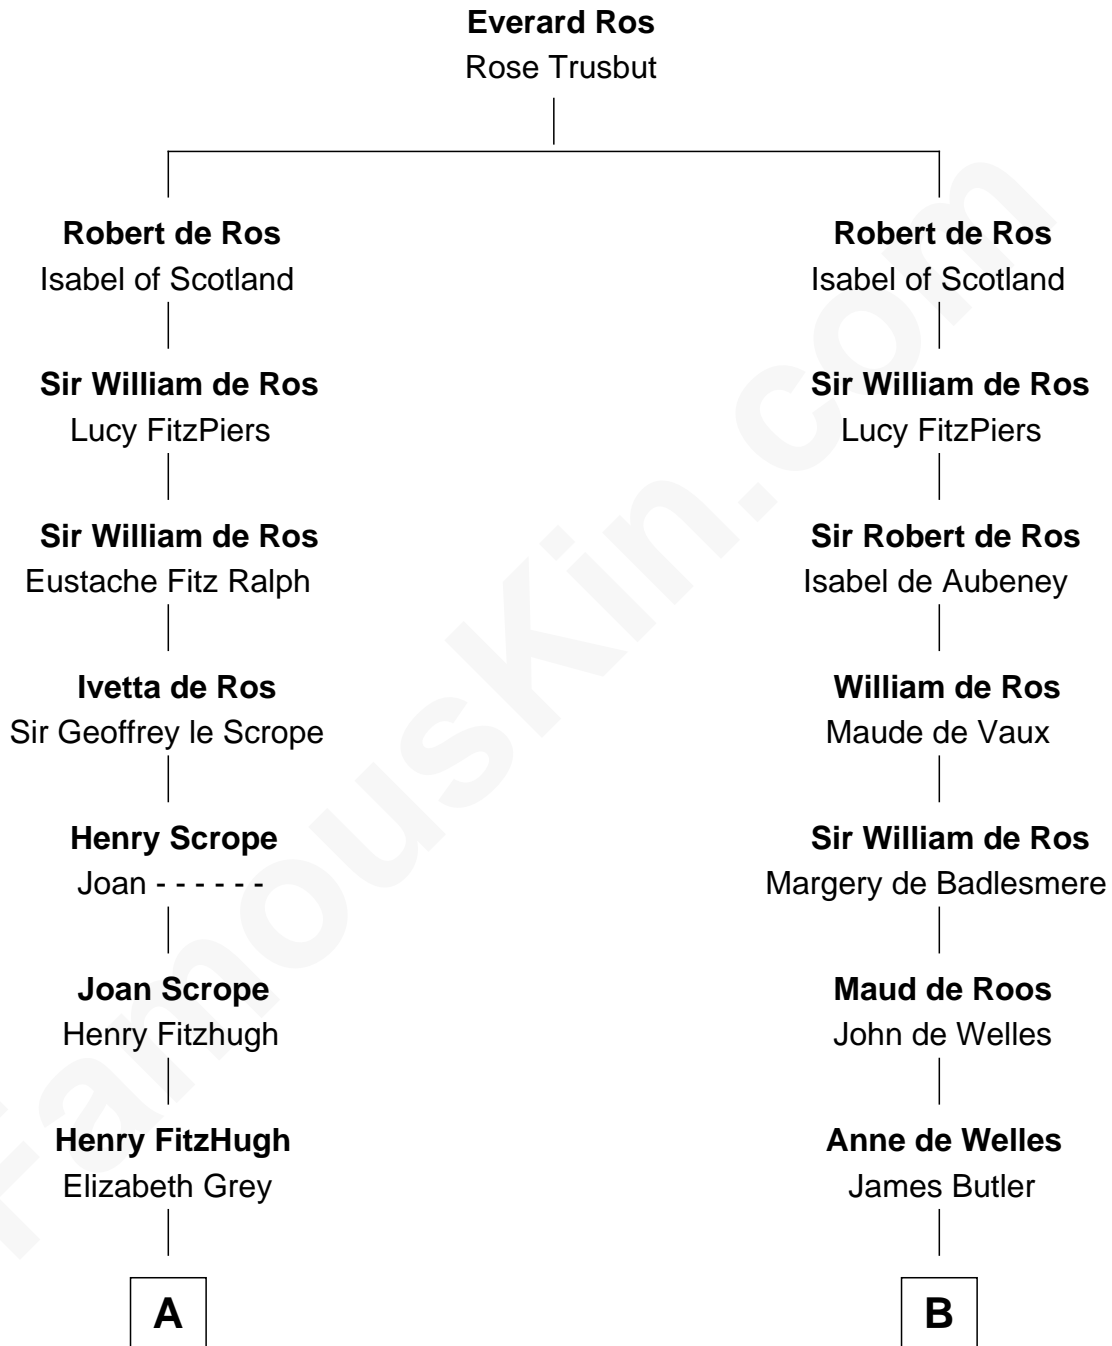 Everard Ros
Rose Trusbut
Robert de Ros
Isabel of Scotland
Sir William de Ros
Lucy FitzPiers
Sir William de Ros
Eustache Fitz Ralph
Ivetta de Ros
Sir Geoffrey le Scrope
Henry Scrope
Joan - - - - - -
Joan Scrope
Henry Fitzhugh
Henry FitzHugh
Elizabeth Grey
A
Robert de Ros
Isabel of Scotland
Sir William de Ros
Lucy FitzPiers
Sir Robert de Ros
Isabel de Aubeney
William de Ros
Maude de Vaux
Sir William de Ros
Margery de Badlesmere
Maud de Roos
John de Welles
Anne de Welles
James Butler
B
FamousKin.com